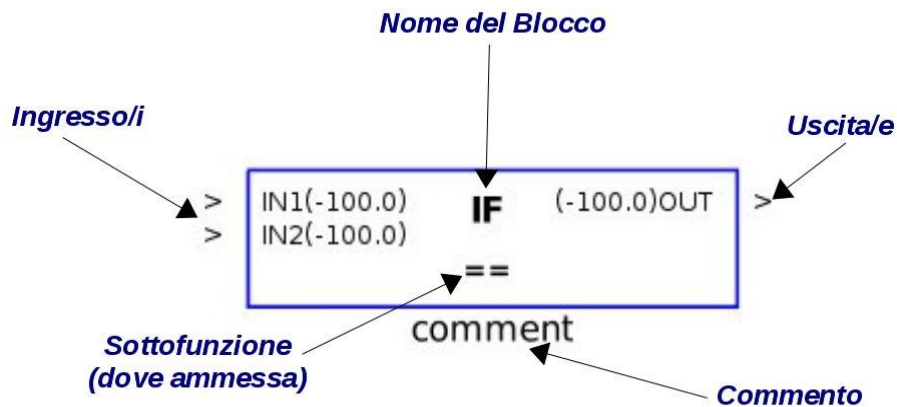 Nome del Blocco
Ingresso/i
Uscita/e
> IN1(-100.0) IF (-100.0)OUT >
> IN2(-100.0)
==
comment
Sottofunzione
(dove ammessa)
Commento